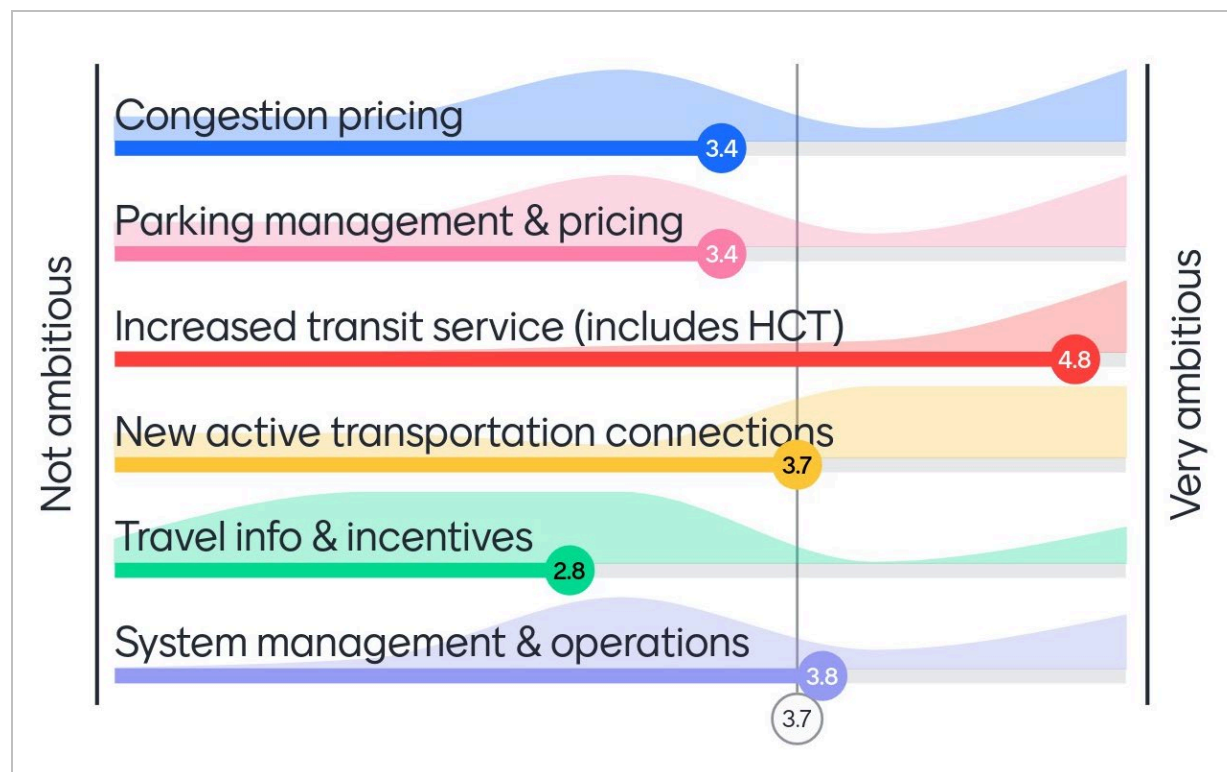 Not ambitious
Congestion pricing
3.4
Parking management & pricing
3.4
Increased transit service (includes HCT)
4.8
New active transportation connections
3.7
Travel info & incentives
2.8
System management & operations
3.8
3.7
Very ambitious